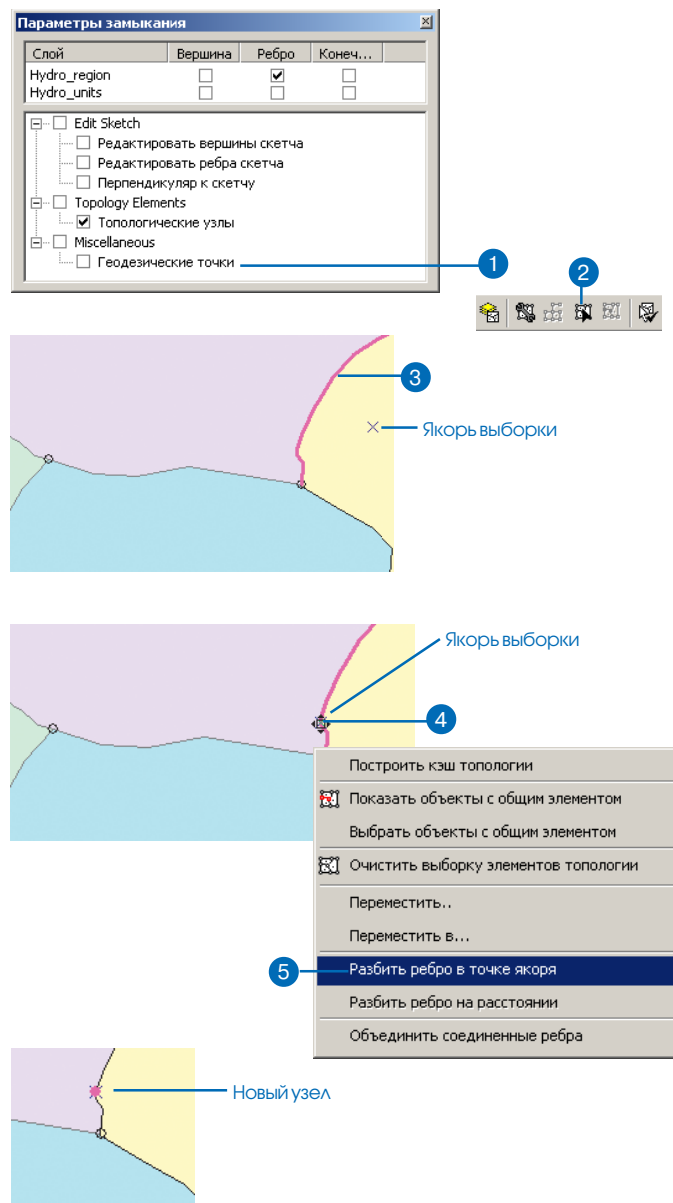 Параметры замыкания
Слой Вершина Ребро Конеч...
Hydro_region
Hydro_units
Edit Sketch
Редактировать вершины скетча
Редактировать ребра скетча
Перпендикуляр к скетчу
Topology Elements
Топологические узлы
Miscellaneous
Геодезические точки
1
2
3
Якорь выборки
Якорь выборки
4
Построить кэш топологии
Показать объекты с общим элементом
Выбрать объекты с общим элементом
Очистить выборку элементов топологии
Переместить..
Переместить в...
5
Разбить ребро в точке якоря
Разбить ребро на расстоянии
Объединить соединенные ребра
Новый узел